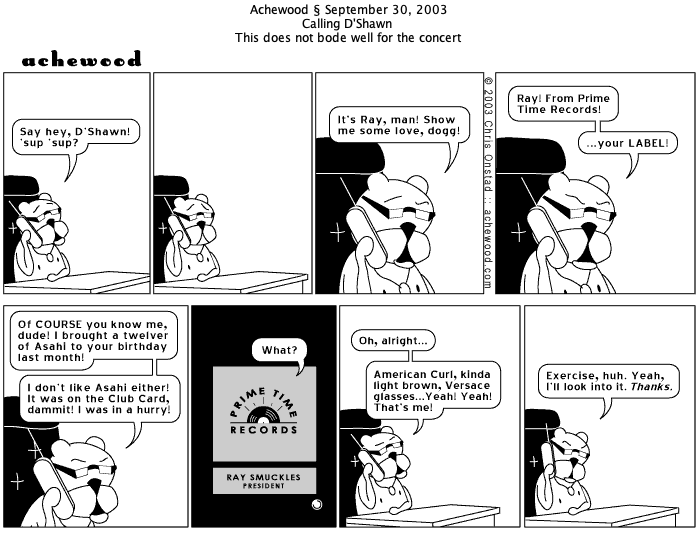 Achewood § September 30, 2003
Calling D'Shawn
This does not bode well for the concert
achewood
Say hey, D'Shawn!
'sup 'sup?
It's Ray, man! Show
me some love, dogg!
© 2003 Chris Onstad :: achewood.com
Ray! From Prime
Time Records!
...your LABEL!
Of COURSE you know me,
dude! I brought a twelver
of Asahi to your birthday
last month!
I don't like Asahi either!
It was on the Club Card,
dammit! I was in a hurry!
What?
PRIME TIME
RECORDS
RAY SMUCKLES
PRESIDENT
Oh, alright...
American Curl, kinda
light brown, Versace
glasses...Yeah! Yeah!
That's me!
Exercise, huh. Yeah,
I'll look into it. Thanks.